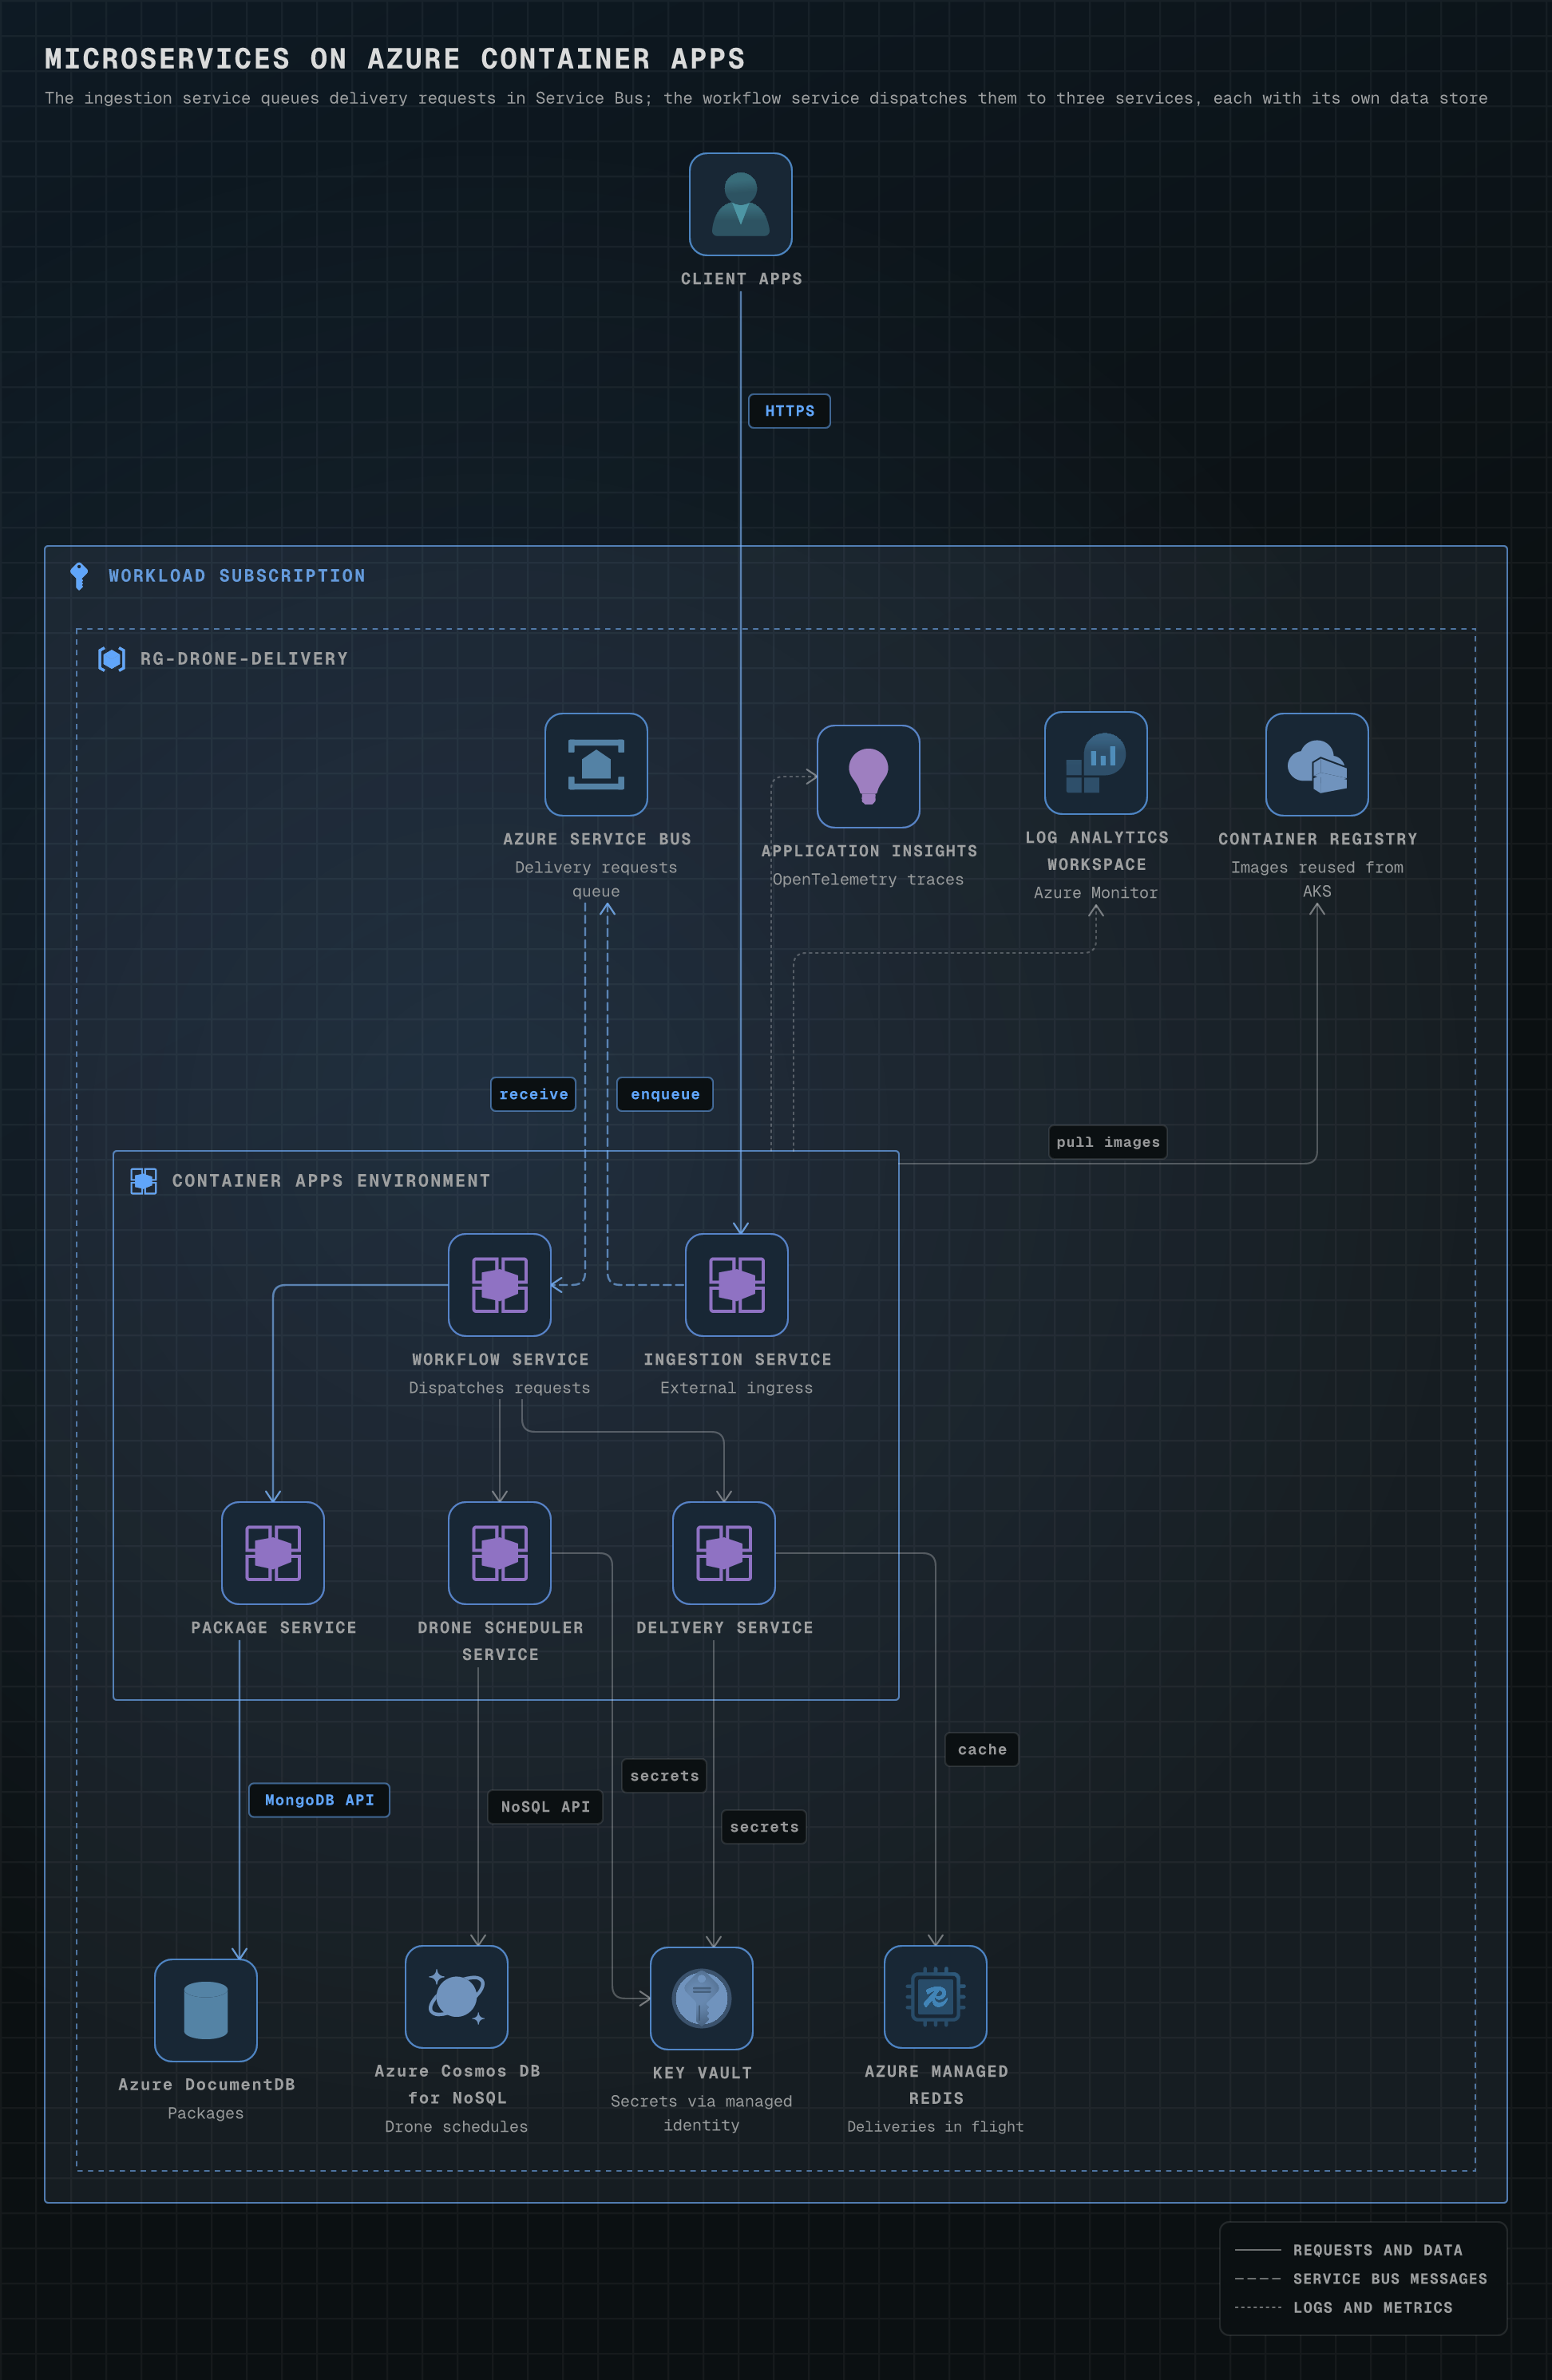 MICROSERVICES ON AZURE CONTAINER APPS
The ingestion service queues delivery requests in Service Bus; the workflow service dispatches them to three services, each with its own data store
CLIENT APPS
HTTPS
WORKLOAD SUBSCRIPTION
RG-DRONE-DELIVERY
AZURE SERVICE BUS
Delivery requests
queue
APPLICATION INSIGHTS
OpenTelemetry traces
LOG ANALYTICS
WORKSPACE
Azure Monitor
CONTAINER REGISTRY
Images reused from
AKS
receive
enqueue
pull images
CONTAINER APPS ENVIRONMENT
WORKFLOW SERVICE
Dispatches requests
INGESTION SERVICE
External ingress
PACKAGE SERVICE
DRONE SCHEDULER
SERVICE
DELIVERY SERVICE
cache
secrets
MongoDB API
NoSQL API
secrets
Azure DocumentDB
Packages
Azure Cosmos DB
for NoSQL
Drone schedules
KEY VAULT
Secrets via managed
identity
AZURE MANAGED
REDIS
Deliveries in flight
REQUESTS AND DATA
SERVICE BUS MESSAGES
LOGS AND METRICS